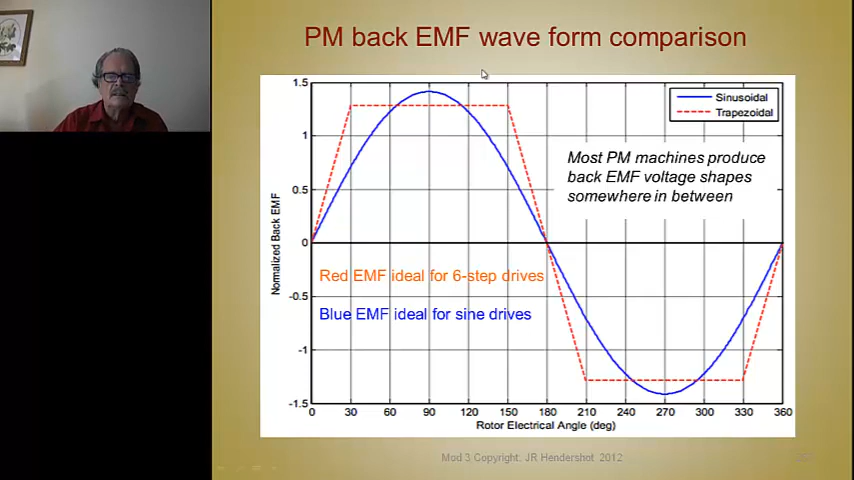 PM back EMF wave form comparison
1.5
1
0.5
0
-0.5
-1
-1.5
Normalized Back EMF
Sinusoidal
Trapezoidal
Most PM machines produce
back EMF voltage shapes
somewhere in between
Red EMF ideal for 6-step drives
Blue EMF ideal for sine drives
0 30 60 90 120 150 180 210 240 270 300 330 360
Rotor Electrical Angle (deg)
Mod 3 Copyright, JR Hendershot 2012